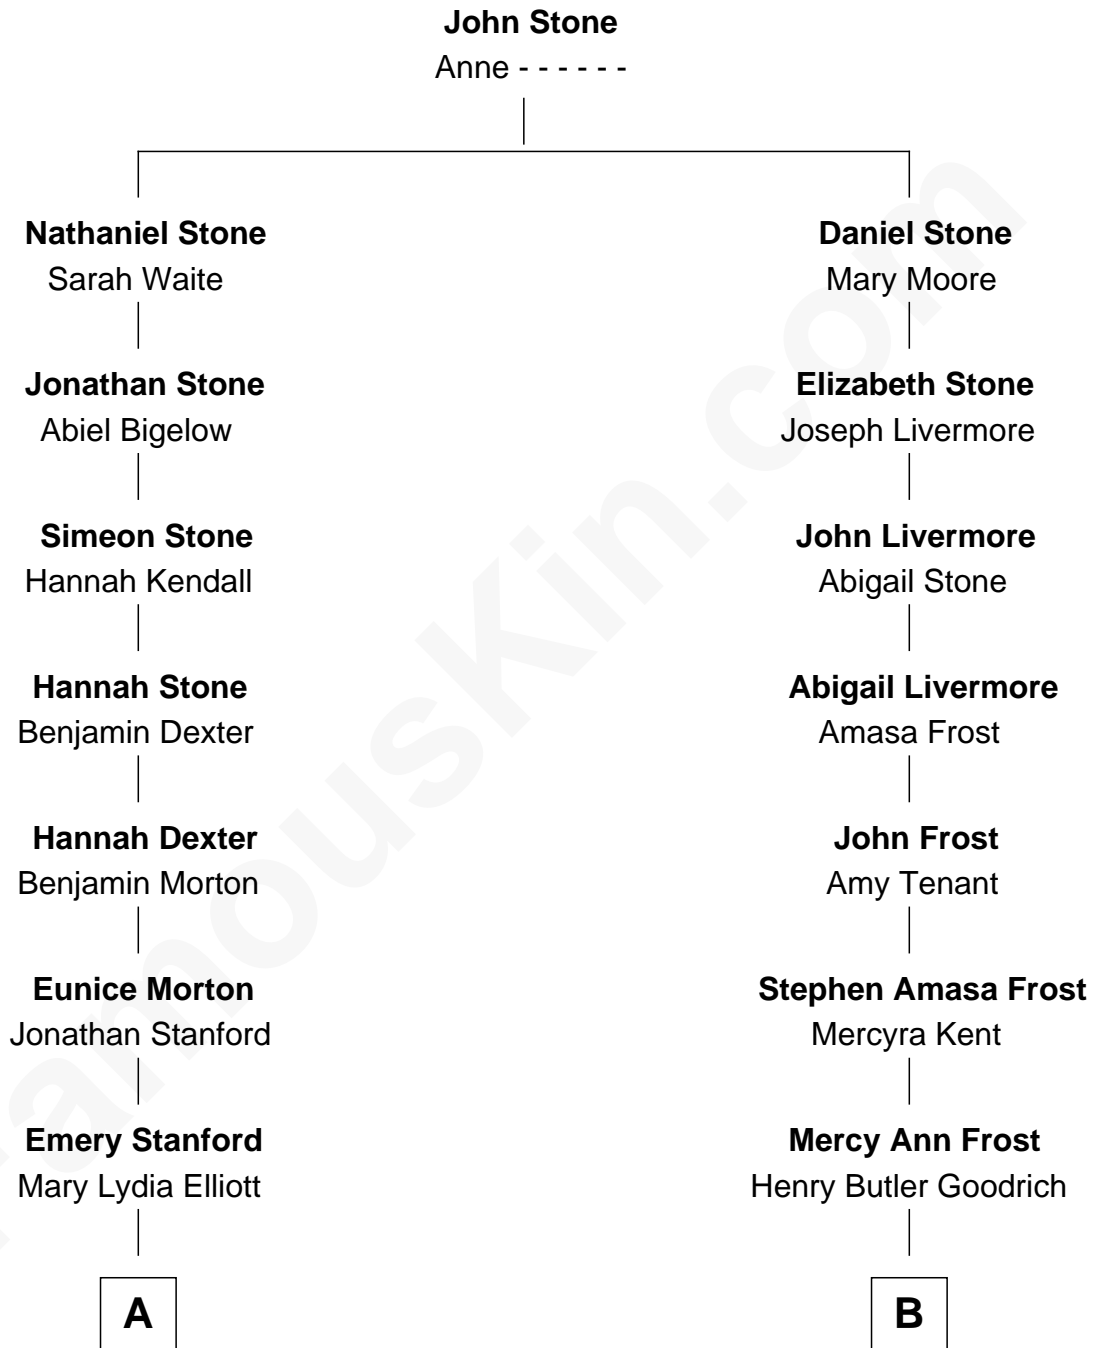 John Stone
Anne - - - - - -
Nathaniel Stone
Sarah Waite
Daniel Stone
Mary Moore
Jonathan Stone
Abiel Bigelow
Elizabeth Stone
Joseph Livermore
Simeon Stone
Hannah Kendall
John Livermore
Abigail Stone
Hannah Stone
Benjamin Dexter
Abigail Livermore
Amasa Frost
Hannah Dexter
Benjamin Morton
John Frost
Amy Tenant
Eunice Morton
Jonathan Stanford
Stephen Amasa Frost
Mercyra Kent
Emery Stanford
Mary Lydia Elliott
Mercy Ann Frost
Henry Butler Goodrich
A
B
FamousKin.com